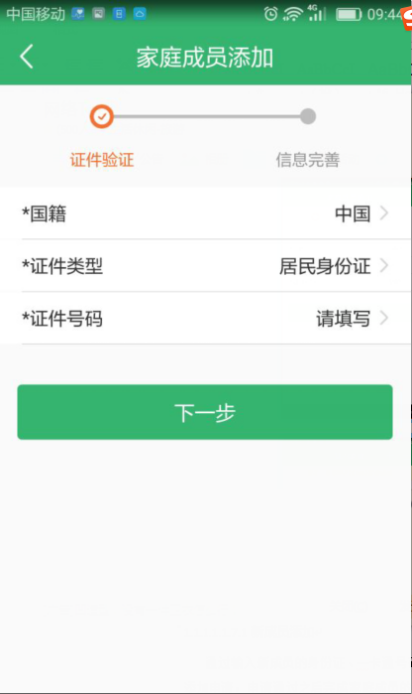 中国移动 4G 09:44
家庭成员添加
证件验证 信息完善
*国籍 中国
*证件类型 居民身份证
*证件号码 请填写
下一步